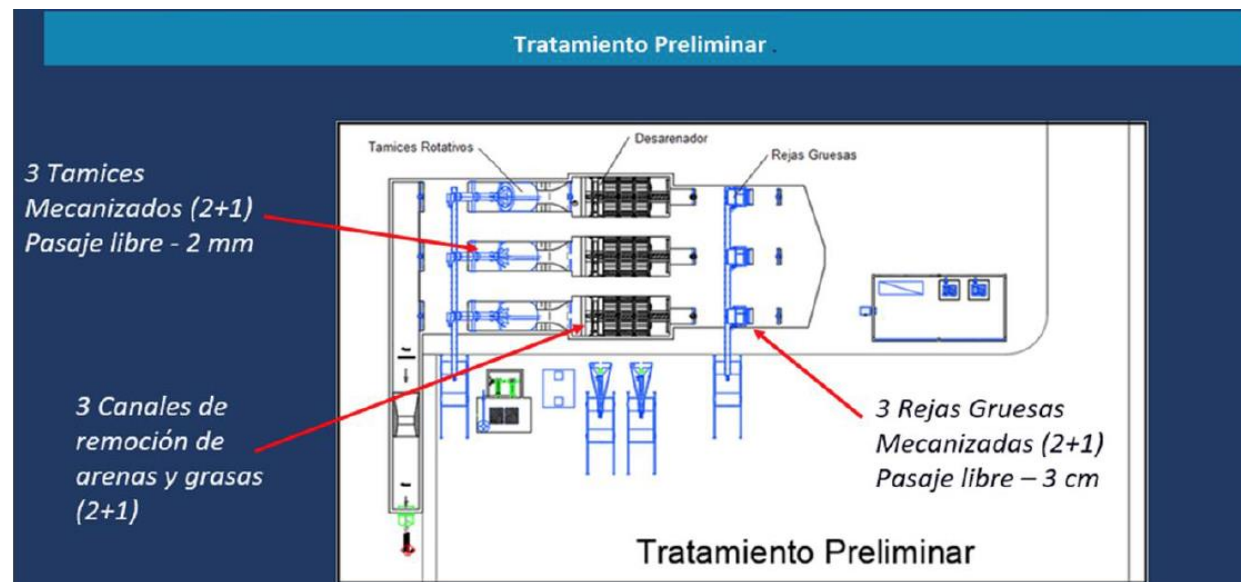 Tratamiento Preliminar .
Tamices Rotativos
Desarenador
Rejas Gruesas
3 Tamices
Mecanizados (2+1)
Pasaje libre - 2 mm
3 Canales de
remoción de
arenas y grasas
(2+1)
3 Rejas Gruesas
Mecanizadas (2+1)
Pasaje libre – 3 cm
Tratamiento Preliminar